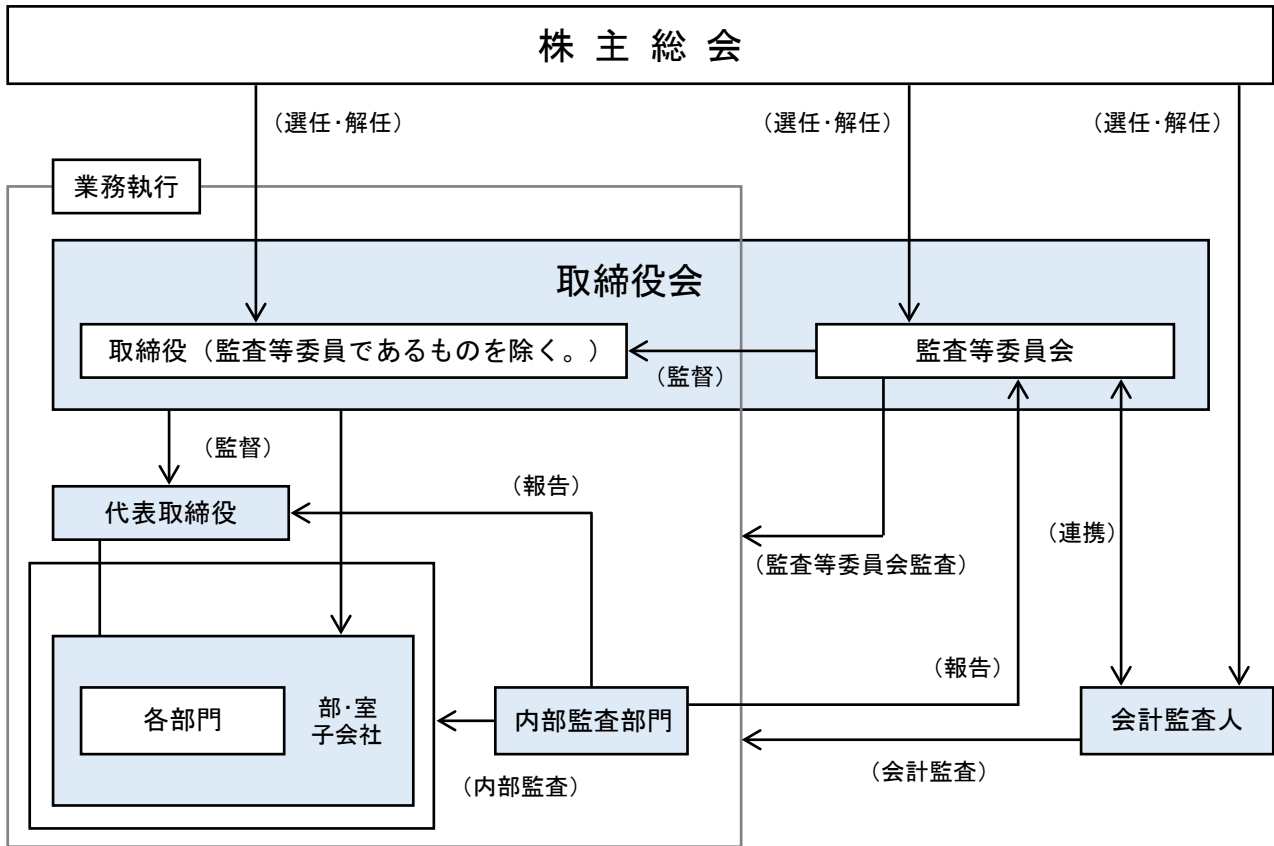 株主総会
（選任・解任）
（選任・解任）
（選任・解任）
業務執行
取締役会
取締役（監査等委員であるものを除く。）
監査等委員会
（監督）
（監督）
代表取締役
（報告）
（監査等委員会監査）
（連携）
（報告）
各部門
部・室
子会社
内部監査部門
会計監査人
（内部監査）
（会計監査）